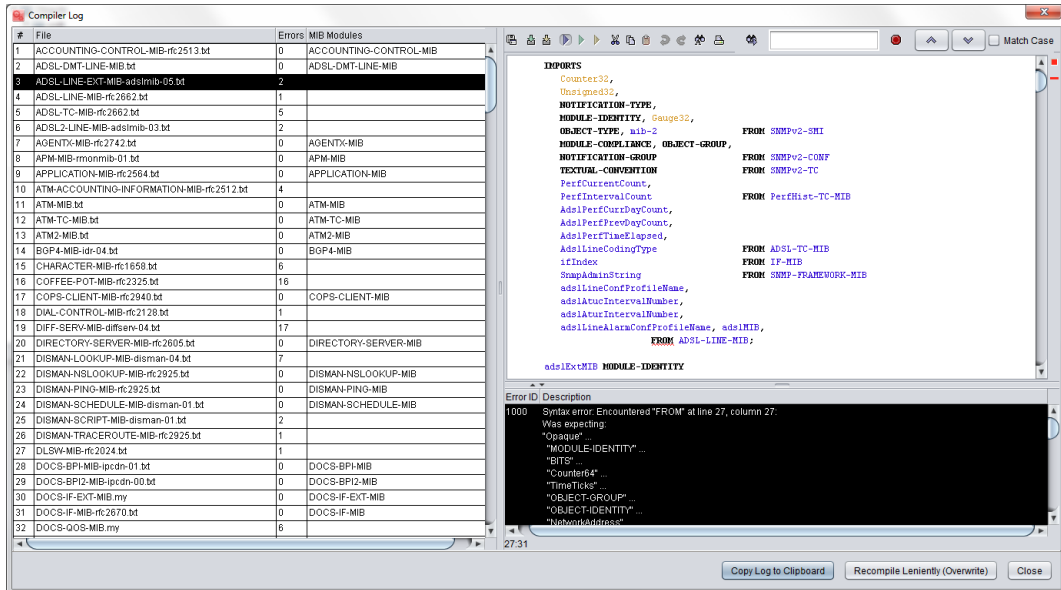 Compiler Log
# File Errors MIB Modules
1 ACCOUNTING-CONTROL-MIB-rfc2513.txt 0 ACCOUNTING-CONTROL-MIB
2 ADSL-DMT-LINE-MIB.txt 0 ADSL-DMT-LINE-MIB
3 ADSL-LINE-EXT-MIB-adslmib-05.txt 2
4 ADSL-LINE-MIB-rfc2662.txt 1
5 ADSL-TC-MIB-rfc2662.txt 5
6 ADSL2-LINE-MIB-adslmib-03.txt 2
7 AGENTX-MIB-rfc2742.txt 0 AGENTX-MIB
8 APM-MIB-rmonmib-01.txt 0 APM-MIB
9 APPLICATION-MIB-rfc2564.txt 0 APPLICATION-MIB
10 ATM-ACCOUNTING-INFORMATION-MIB-rfc2512.txt 4
11 ATM-MIB.txt 0 ATM-MIB
12 ATM-TC-MIB.txt 0 ATM-TC-MIB
13 ATM2-MIB.txt 0 ATM2-MIB
14 BGP4-MIB-idr-04.txt 0 BGP4-MIB
15 CHARACTER-MIB-rfc1658.txt 6
16 COFFEE-POT-MIB-rfc2325.txt 16
17 COPS-CLIENT-MIB-rfc2940.txt 0 COPS-CLIENT-MIB
18 DIAL-CONTROL-MIB-rfc2128.txt 1
19 DIFF-SERV-MIB-diffserv-04.txt 17
20 DIRECTORY-SERVER-MIB-rfc2605.txt 0 DIRECTORY-SERVER-MIB
21 DISMAN-LOOKUP-MIB-disman-04.txt 7
22 DISMAN-NSLOOKUP-MIB-rfc2925.txt 0 DISMAN-NSLOOKUP-MIB
23 DISMAN-PING-MIB-rfc2925.txt 0 DISMAN-PING-MIB
24 DISMAN-SCHEDULE-MIB-disman-01.txt 0 DISMAN-SCHEDULE-MIB
25 DISMAN-SCRIPT-MIB-disman-01.txt 2
26 DISMAN-TRACEROUTE-MIB-rfc2925.txt 1
27 DLSW-MIB-rfc2024.txt 1
28 DOCS-BPI-MIB-ipcdn-01.txt 0 DOCS-BPI-MIB
29 DOCS-BPI2-MIB-ipcdn-00.txt 0 DOCS-BPI2-MIB
30 DOCS-IF-EXT-MIB.my 0 DOCS-IF-EXT-MIB
31 DOCS-IF-MIB-rfc2670.txt 0 DOCS-IF-MIB
32 DOCS-QOS-MIB.my 6
Match Case
IMPORTS
Counter32,
Unsigned32,
NOTIFICATION-TYPE,
MODULE-IDENTITY, Gauge32,
OBJECT-TYPE, mib-2 FROM SNMPv2-SMI
MODULE-COMPLIANCE, OBJECT-GROUP,
NOTIFICATION-GROUP FROM SNMPv2-CONF
TEXTUAL-CONVENTION FROM SNMPv2-TC
PerfCurrentCount,
PerfIntervalCount FROM PerfHist-TC-MIB
AdslPerfCurrDayCount,
AdslPerfPrevDayCount,
AdslPerfTimeElapsed,
AdslLineCodingType FROM ADSL-TC-MIB
ifIndex FROM IF-MIB
SnmpAdminString FROM SNMP-FRAMEWORK-MIB
adslLineConfProfileName,
adslAtucIntervalNumber,
adslAturIntervalNumber,
adslLineAlarmConfProfileName, adslMIB,
FROM ADSL-LINE-MIB;
adslExtMIB MODULE-IDENTITY
Error ID Description
1000 Syntax error: Encountered "FROM" at line 27, column 27:
Was expecting:
"Opaque" ...
"MODULE-IDENTITY" ...
"BITS" ...
"Counter64" ...
"TimeTicks" ...
"OBJECT-GROUP" ...
"OBJECT-IDENTITY" ...
"NetworkAddress"
27:31
Copy Log to Clipboard Recompile Leniently (Overwrite) Close